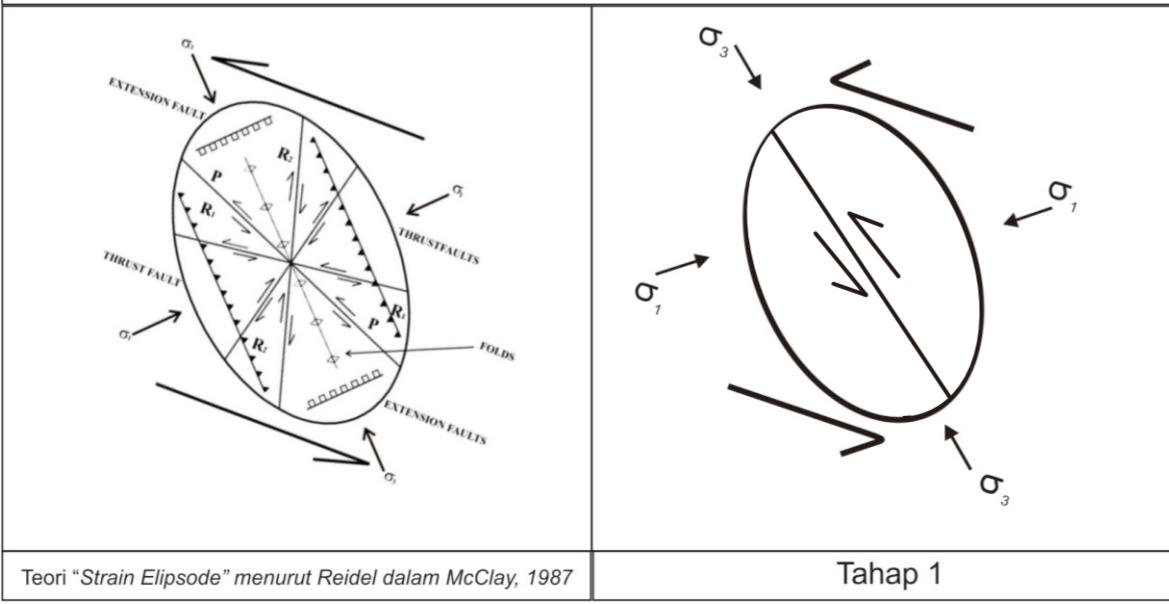 σ₃
EXTENSION FAULT
R₂
P
R₁
σ₁
THRUSTFAULTS
THRUST FAULT
R₁
P
σ₁
R₂
FOLDS
EXTENSION FAULTS
σ₃
Teori “Strain Elipsode” menurut Reidel dalam McClay, 1987
σ₃
σ₁
σ₁
σ₃
Tahap 1